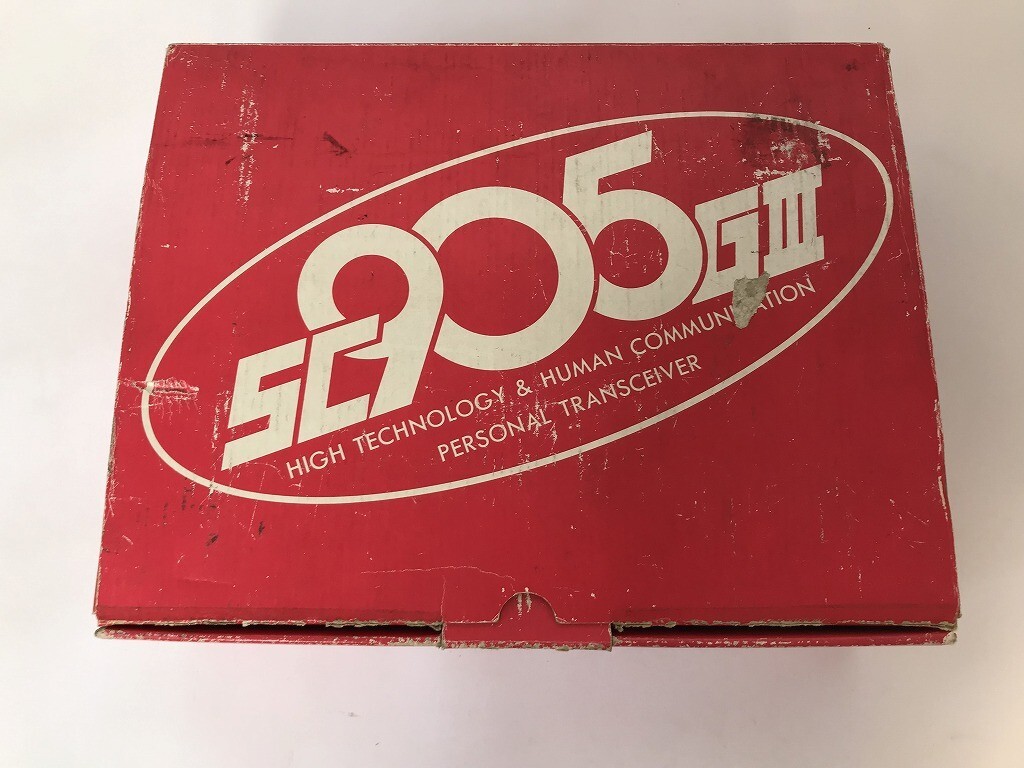 SC905GIII
HIGH TECHNOLOGY & HUMAN COMMUNICATION
PERSONAL TRANSCEIVER